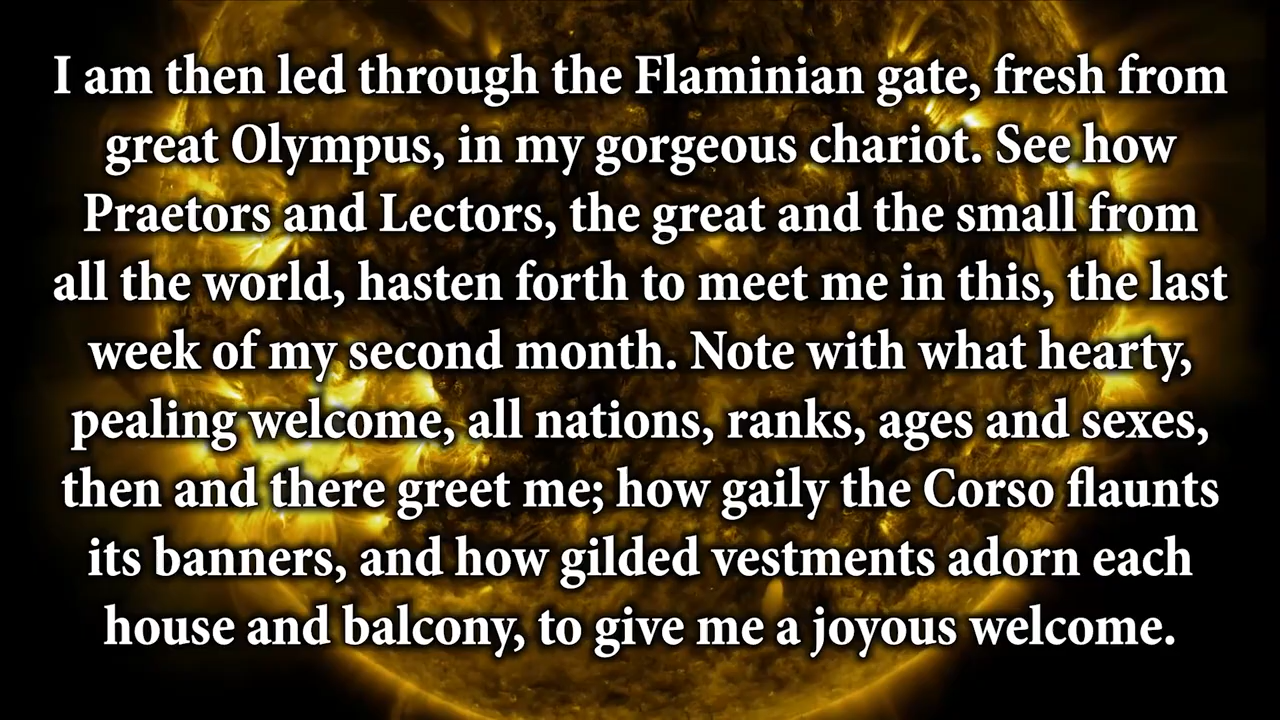 I am then led through the Flaminian gate, fresh from
great Olympus, in my gorgeous chariot. See how
Praetors and Lectors, the great and the small from
all the world, hasten forth to meet me in this, the last
week of my second month. Note with what hearty,
pealing welcome, all nations, ranks, ages and sexes,
then and there greet me; how gaily the Corso flaunts
its banners, and how gilded vestments adorn each
house and balcony, to give me a joyous welcome.